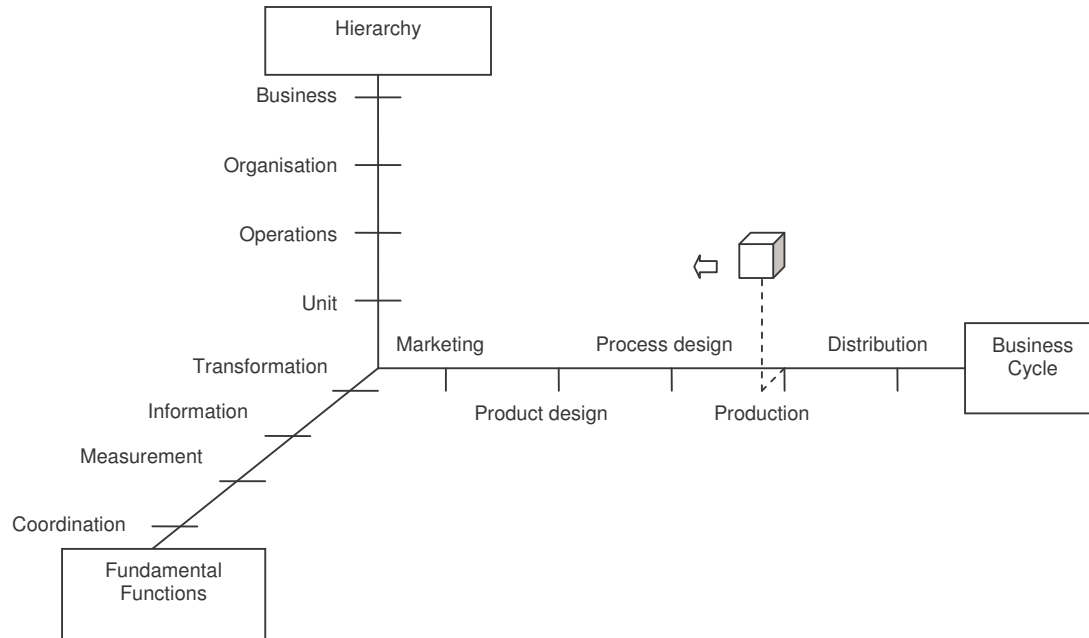 Hierarchy
Business
Organisation
Operations
Unit
Transformation
Information
Measurement
Coordination
Fundamental
Functions
Marketing
Process design
Distribution
Product design
Production
Business
Cycle